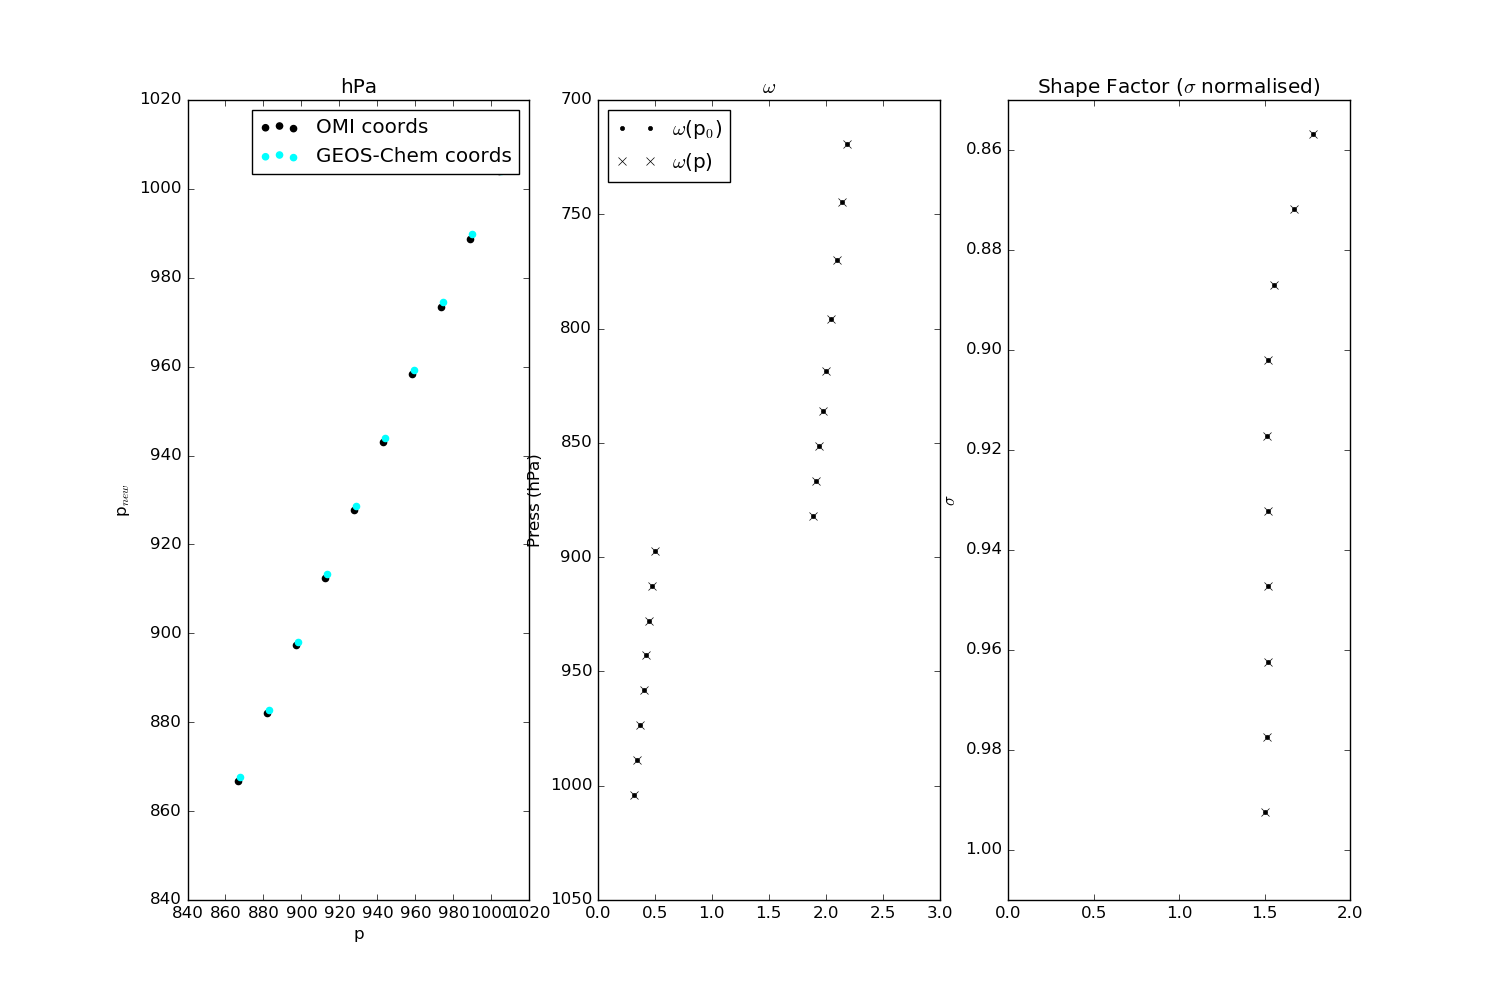 hPa
1020
1000
980
960
940
920
900
880
860
840
OMI coords
GEOS-Chem coords
p_new
840 860 880 900 920 940 960 980 1000 1020
p
ω
700
750
800
850
900
950
1000
1050
ω(p₀)
ω(p)
Press (hPa)
0.0 0.5 1.0 1.5 2.0 2.5 3.0
Shape Factor (σ normalised)
0.86
0.88
0.90
0.92
0.94
0.96
0.98
1.00
σ
0.0 0.5 1.0 1.5 2.0